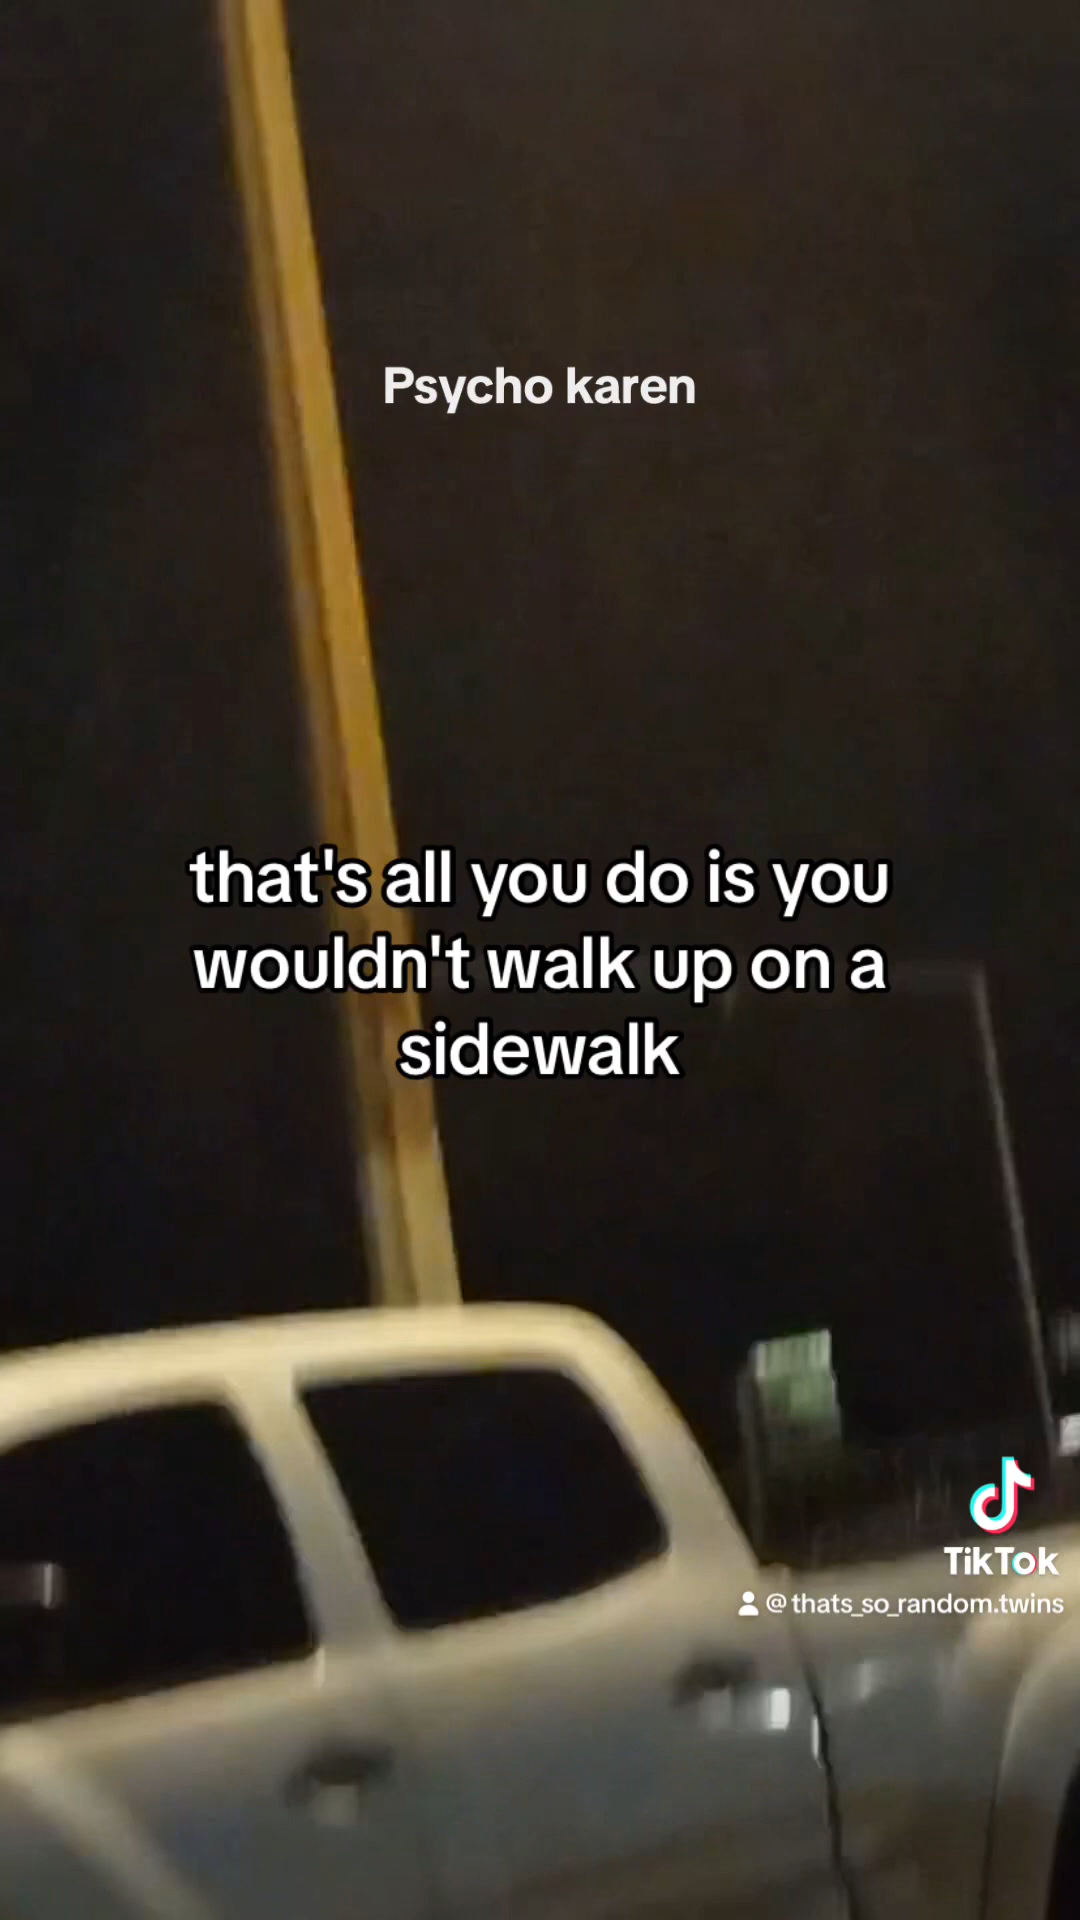 Psycho karen
that's all you do is you
wouldn't walk up on a
sidewalk
TikTok
@thats_so_random.twins